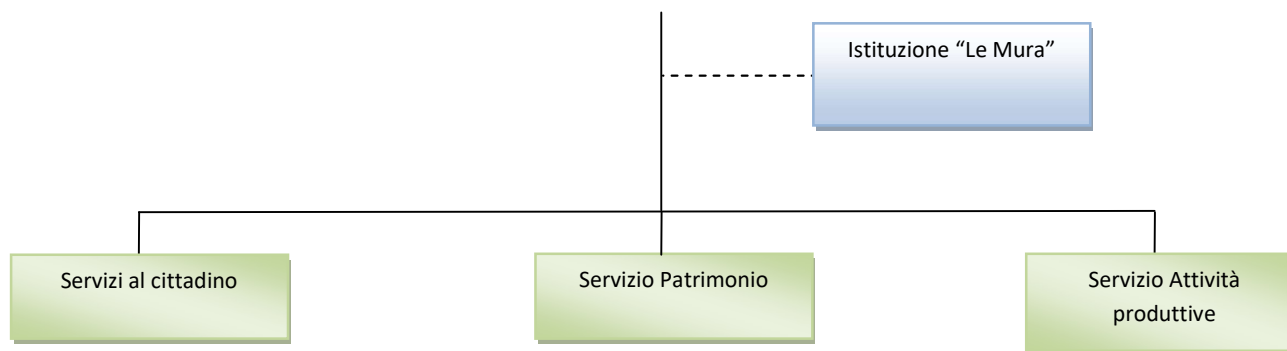 Istituzione “Le Mura”
Servizi al cittadino
Servizio Patrimonio
Servizio Attività
produttive